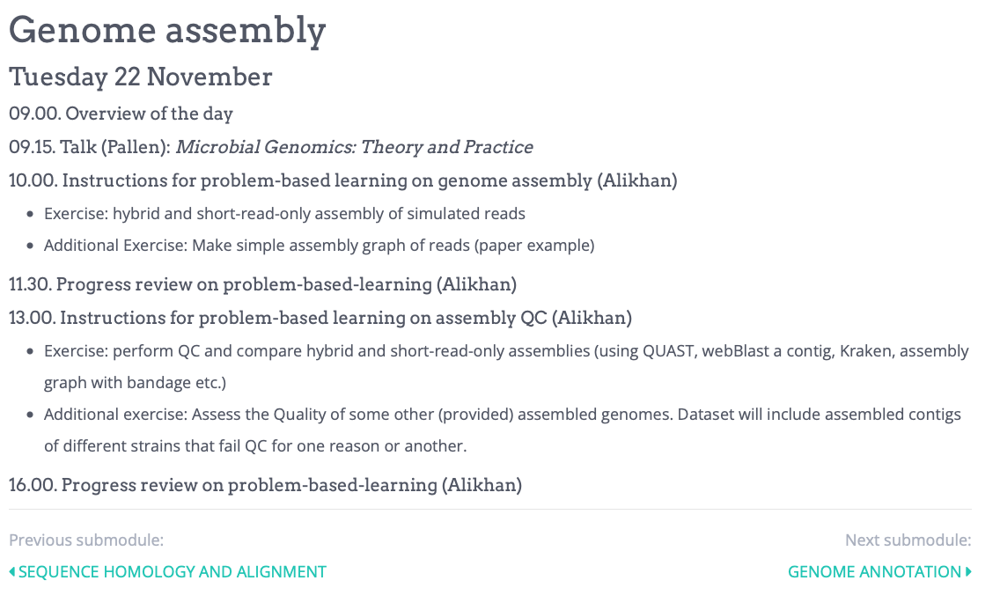 Genome assembly
Tuesday 22 November
09.00. Overview of the day
09.15. Talk (Pallen): Microbial Genomics: Theory and Practice
10.00. Instructions for problem-based learning on genome assembly (Alikhan)
• Exercise: hybrid and short-read-only assembly of simulated reads
• Additional Exercise: Make simple assembly graph of reads (paper example)
11.30. Progress review on problem-based-learning (Alikhan)
13.00. Instructions for problem-based learning on assembly QC (Alikhan)
• Exercise: perform QC and compare hybrid and short-read-only assemblies (using QUAST, webBlast a contig, Kraken, assembly
graph with bandage etc.)
• Additional exercise: Assess the Quality of some other (provided) assembled genomes. Dataset will include assembled contigs
of different strains that fail QC for one reason or another.
16.00. Progress review on problem-based-learning (Alikhan)
Previous submodule:
SEQUENCE HOMOLOGY AND ALIGNMENT
Next submodule:
GENOME ANNOTATION